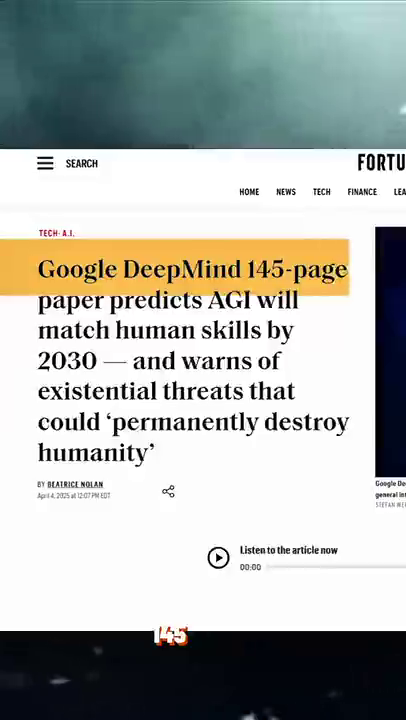 SEARCH
FORTU
HOME NEWS TECH FINANCE LEA
TECH· A.I.
Google DeepMind 145-page
paper predicts AGI will
match human skills by
2030 — and warns of
existential threats that
could ‘permanently destroy
humanity’
BY BEATRICE NOLAN
April 4, 2025 at 12:07 PM EDT
Google De
general in
STEFAN WE
Listen to the article now
00:00
145